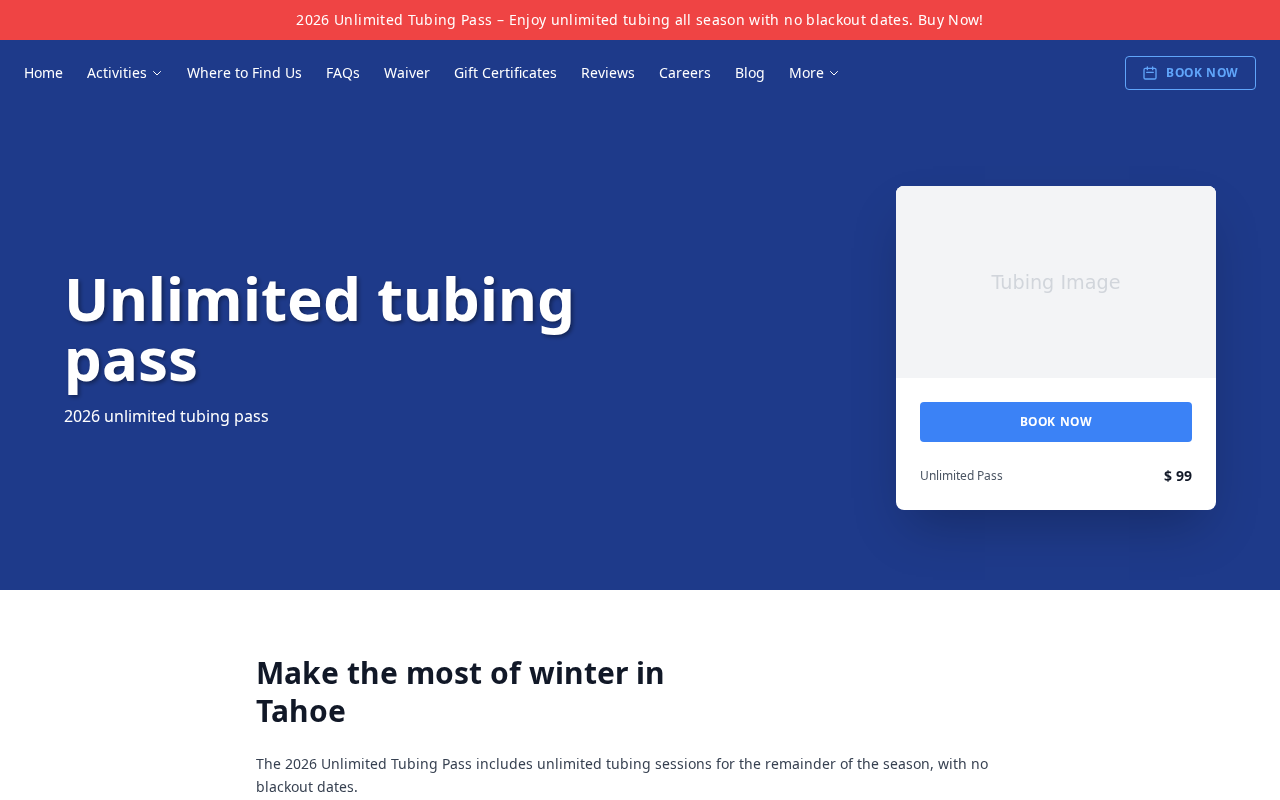 2026 Unlimited Tubing Pass – Enjoy unlimited tubing all season with no blackout dates. Buy Now!
Home Activities Where to Find Us FAQs Waiver Gift Certificates Reviews Careers Blog More BOOK NOW
Tubing Image
Unlimited tubing
pass
2026 unlimited tubing pass
BOOK NOW
Unlimited Pass $ 99
Make the most of winter in
Tahoe
The 2026 Unlimited Tubing Pass includes unlimited tubing sessions for the remainder of the season, with no
blackout dates.